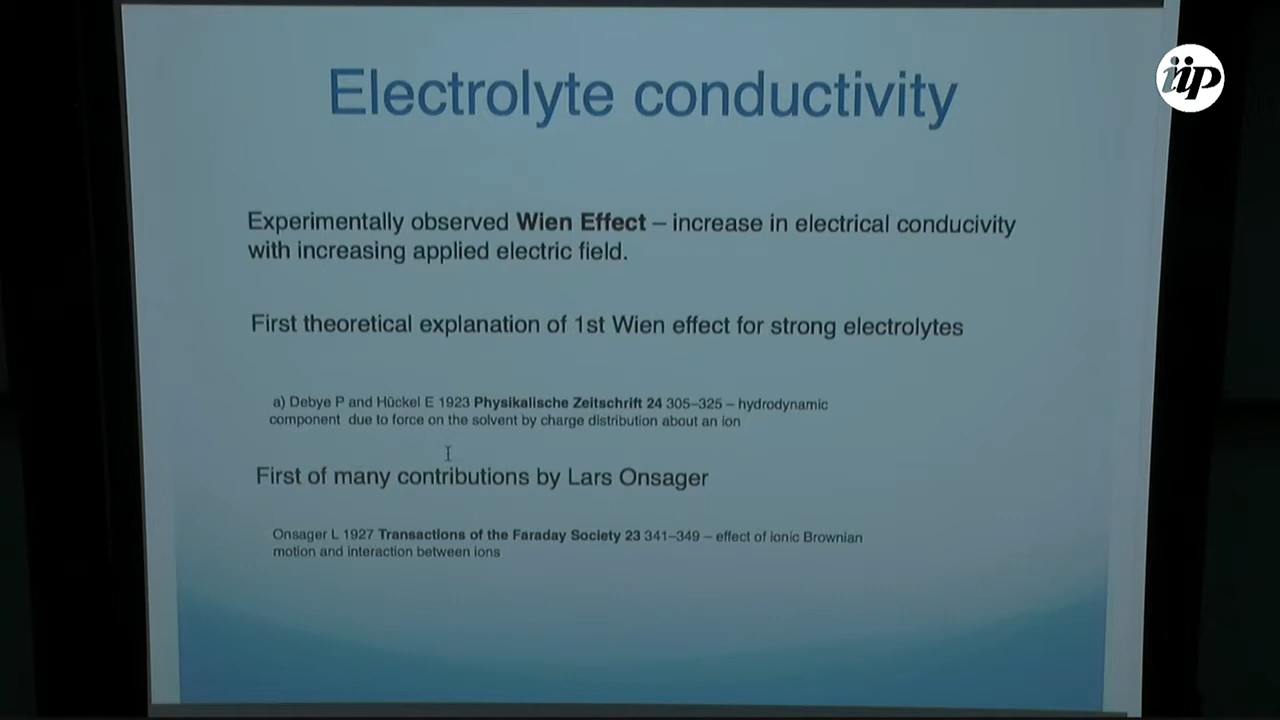 Electrolyte conductivity
iip
Experimentally observed Wien Effect – increase in electrical conducivity
with increasing applied electric field.
First theoretical explanation of 1st Wien effect for strong electrolytes
a) Debye P and Hückel E 1923 Physikalische Zeitschrift 24 305–325 – hydrodynamic
component due to force on the solvent by charge distribution about an ion
First of many contributions by Lars Onsager
Onsager L 1927 Transactions of the Faraday Society 23 341–349 – effect of ionic Brownian
motion and interaction between ions